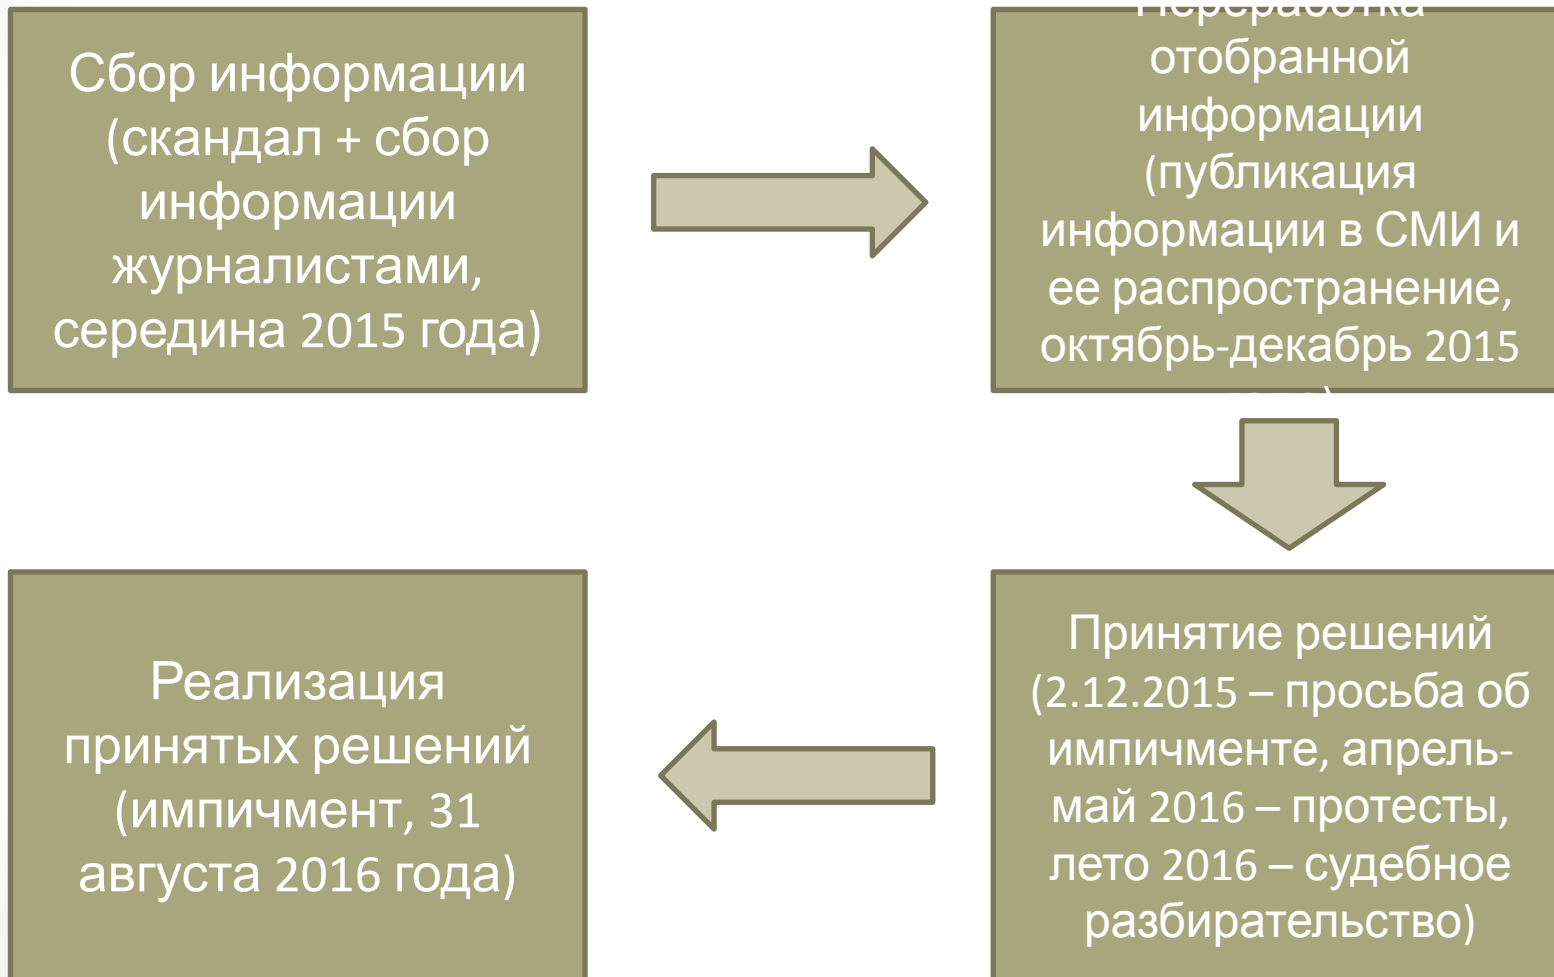 Сбор информации
(скандал + сбор
информации
журналистами,
середина 2015 года)
Переработка
отобранной
информации
(публикация
информации в СМИ и
ее распространение,
октябрь-декабрь 2015
Принятие решений
(2.12.2015 – просьба об
импичменте, апрель-
май 2016 – протесты,
лето 2016 – судебное
разбирательство)
Реализация
принятых решений
(импичмент, 31
августа 2016 года)